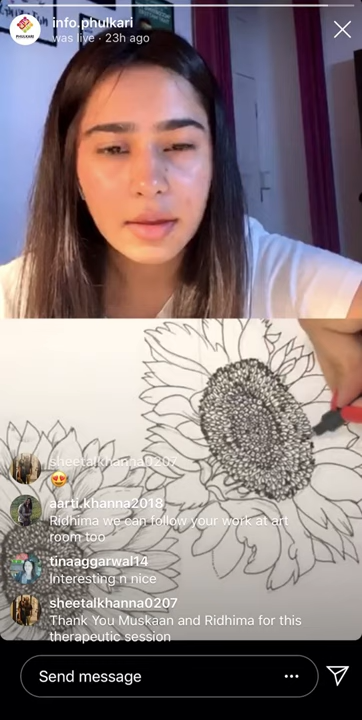 info.phulkari
was live · 23h ago
PHULKARI
sheetalkhanna0207
😍
aarti.khanna2018
Ridhima we can follow your work at art
room too
tinaaggarwal14
Interesting n nice
sheetalkhanna0207
Thank You Muskaan and Ridhima for this
therapeutic session
Send message